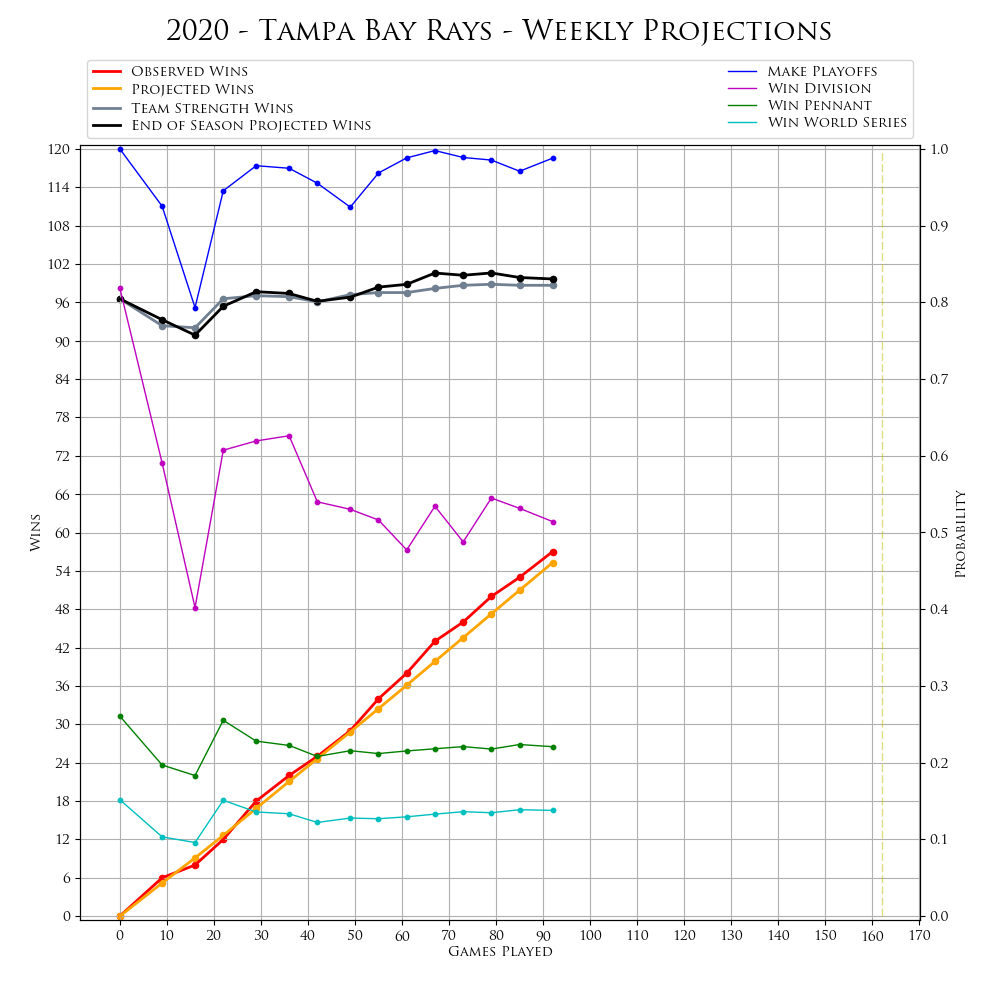 2020 - Tampa Bay Rays - Weekly Projections
Observed Wins
Projected Wins
Team Strength Wins
End of Season Projected Wins
Make Playoffs
Win Division
Win Pennant
Win World Series
120
114
108
102
96
90
84
78
72
66
60
54
48
42
36
30
24
18
12
6
0
Wins
1.0
0.9
0.8
0.7
0.6
0.5
0.4
0.3
0.2
0.1
0.0
Probability
0 10 20 30 40 50 60 70 80 90 100 110 120 130 140 150 160 170
Games Played